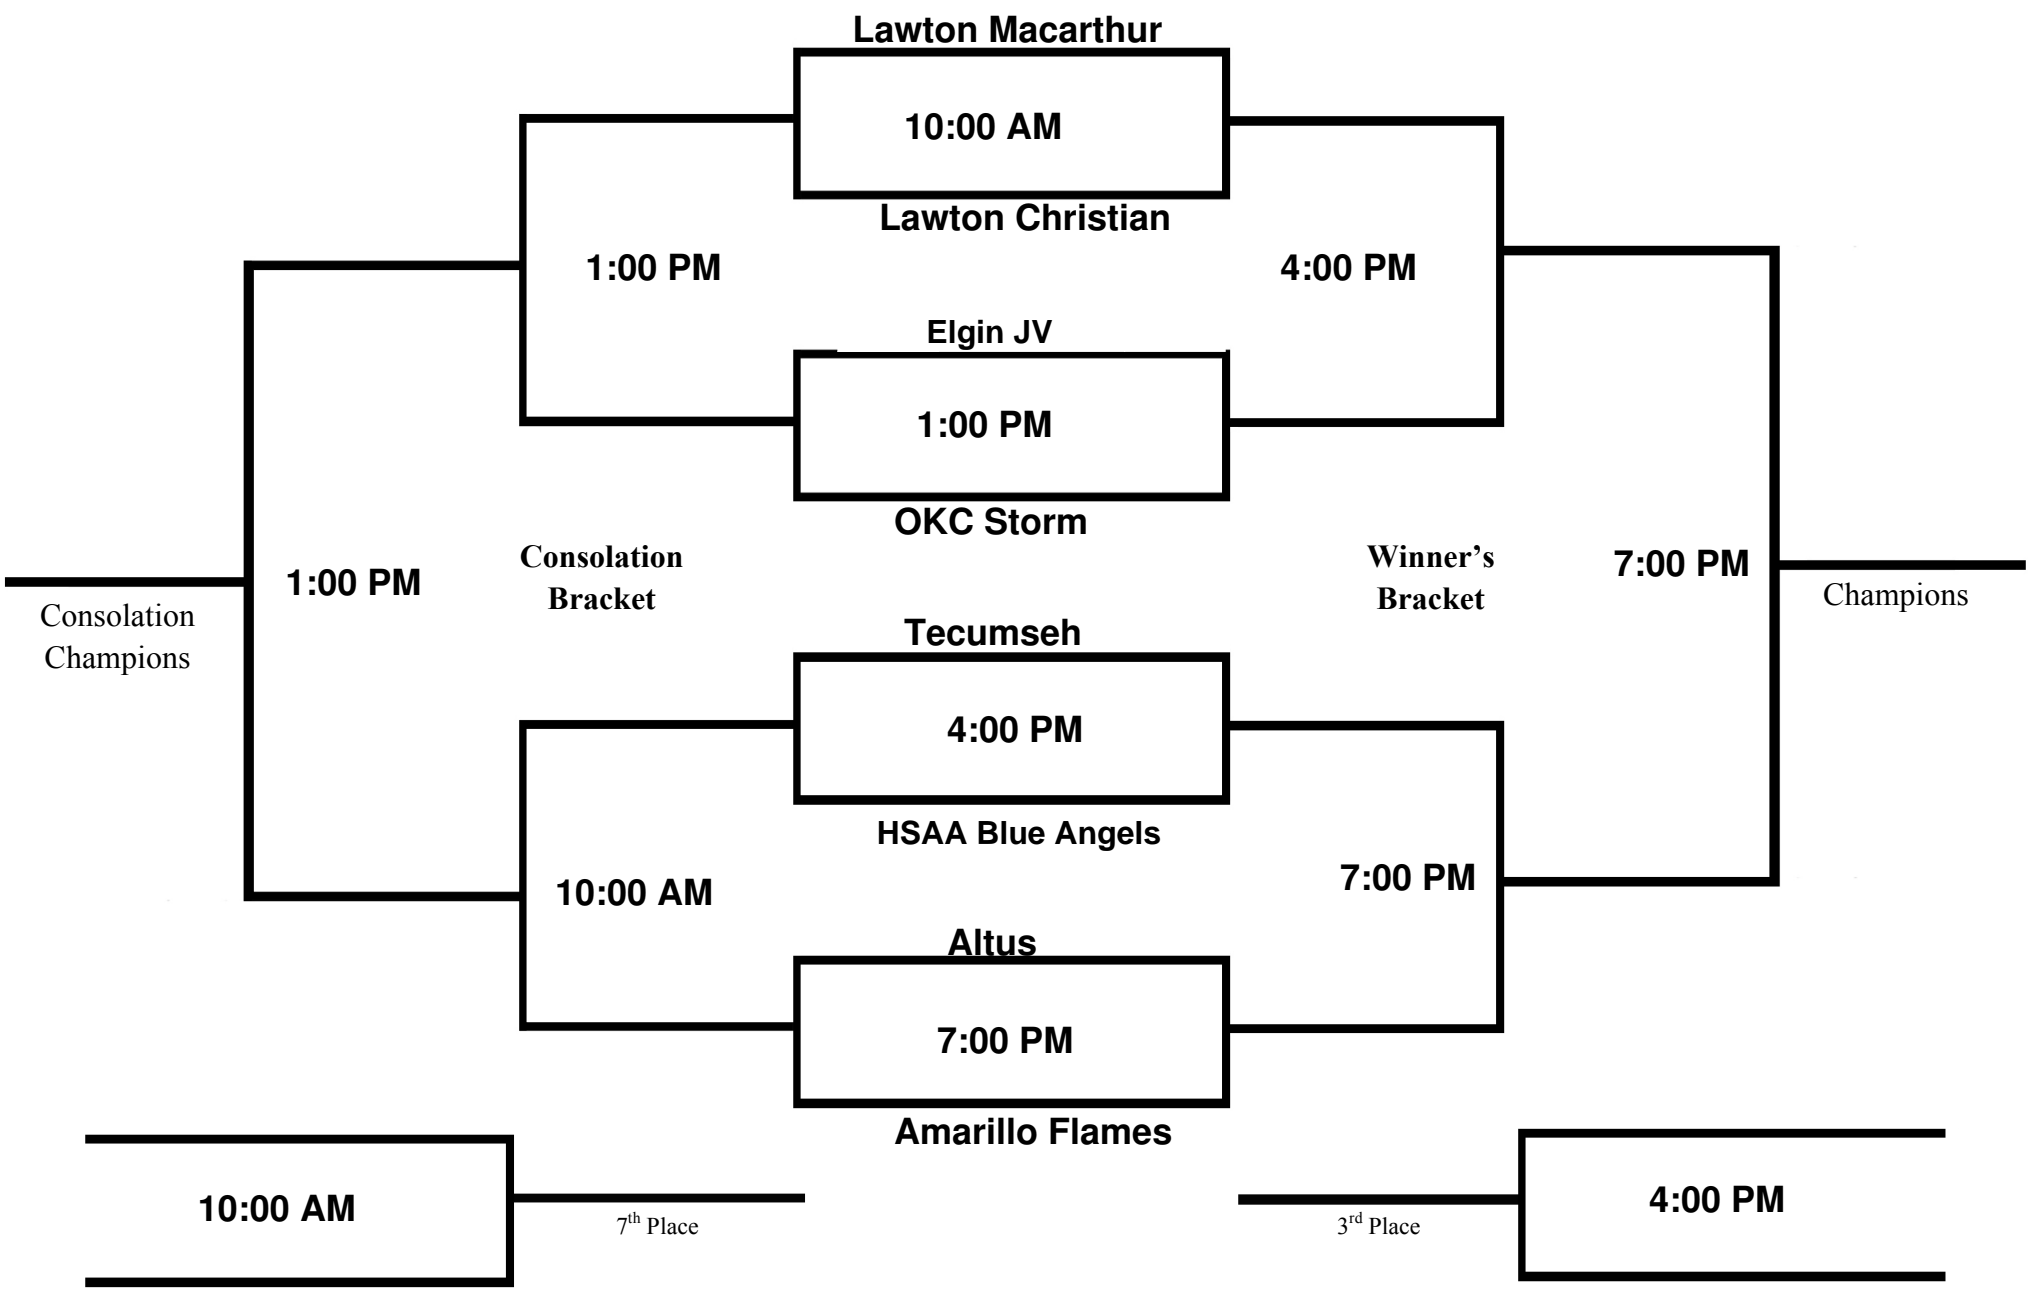 Lawton Macarthur
10:00 AM
Lawton Christian
1:00 PM
4:00 PM
Elgin JV
1:00 PM
OKC Storm
Consolation
Bracket
Winner’s
Bracket
7:00 PM
Champions
1:00 PM
Consolation
Champions
Tecumseh
4:00 PM
HSAA Blue Angels
10:00 AM
7:00 PM
Altus
7:00 PM
Amarillo Flames
10:00 AM
7th Place
3rd Place
4:00 PM